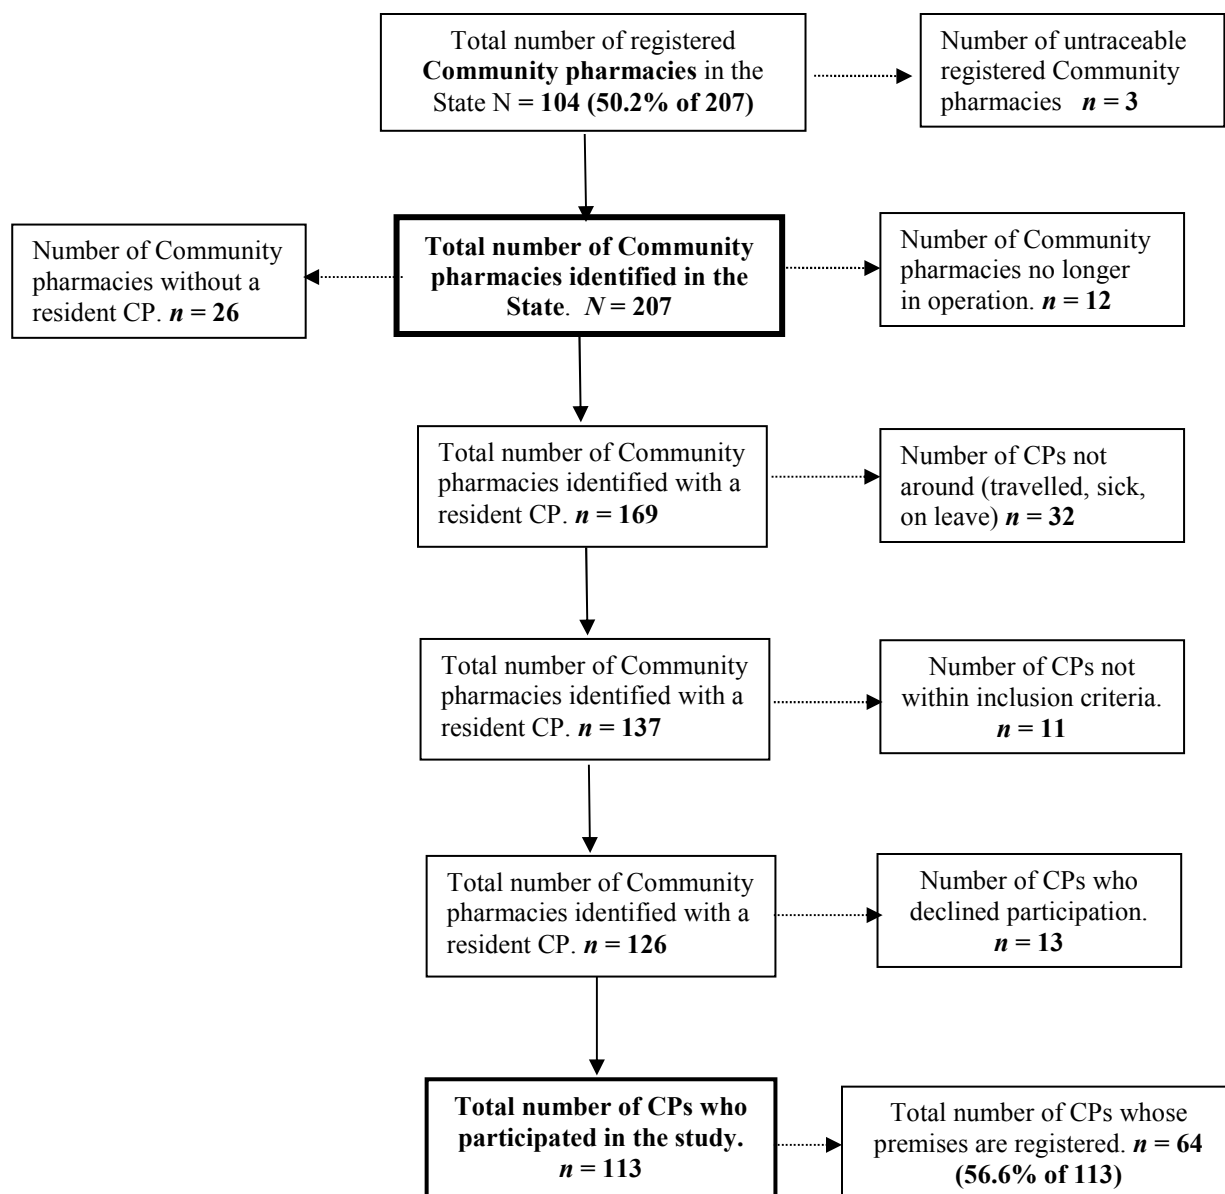 Total number of registered
Community pharmacies in the
State N = 104 (50.2% of 207)
Number of untraceable
registered Community
pharmacies n = 3
Number of Community
pharmacies without a
resident CP. n = 26
Total number of Community
pharmacies identified in the
State. N = 207
Number of Community
pharmacies no longer
in operation. n = 12
Total number of Community
pharmacies identified with a
resident CP. n = 169
Number of CPs not
around (travelled, sick,
on leave) n = 32
Total number of Community
pharmacies identified with a
resident CP. n = 137
Number of CPs not
within inclusion criteria.
n = 11
Total number of Community
pharmacies identified with a
resident CP. n = 126
Number of CPs who
declined participation.
n = 13
Total number of CPs who
participated in the study.
n = 113
Total number of CPs whose
premises are registered. n = 64
(56.6% of 113)